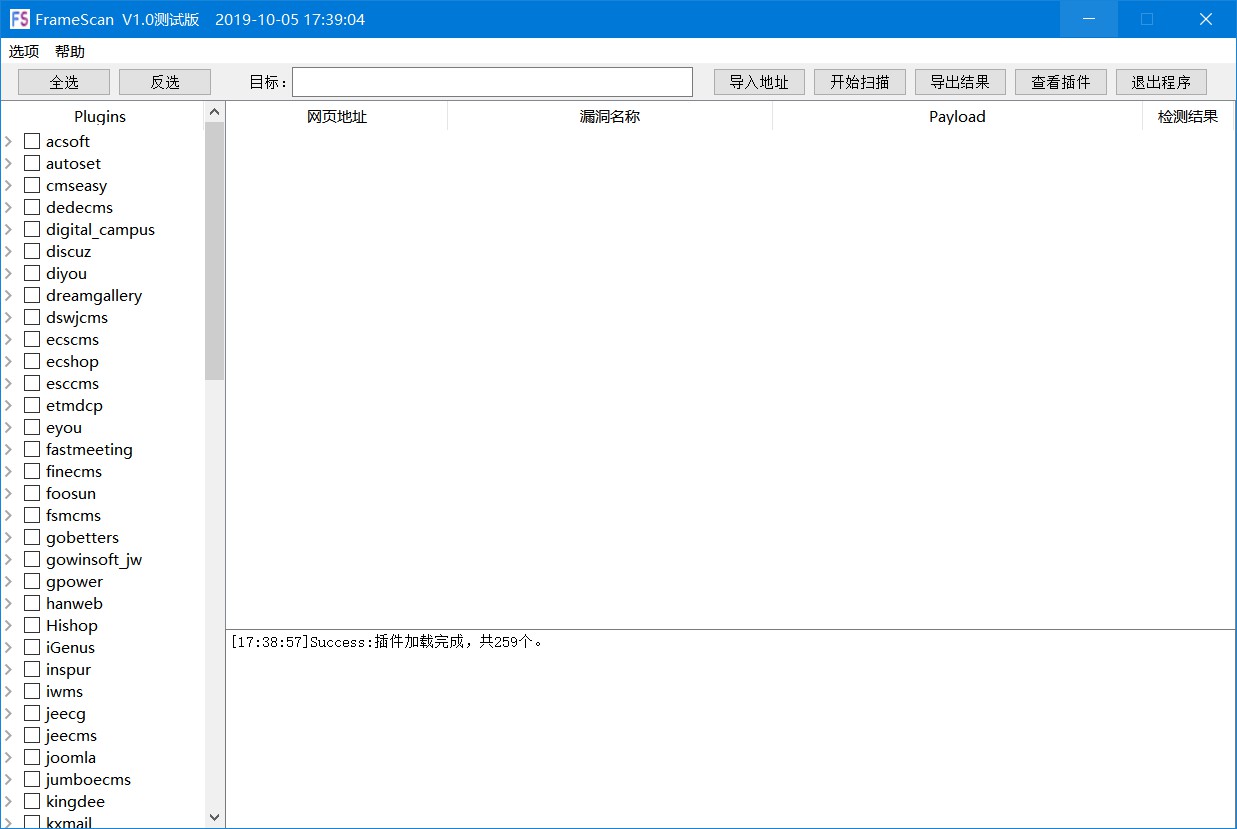 FS FrameScan V1.0测试版 2019-10-05 17:39:04
选项 帮助
全选 反选 目标: 导入地址 开始扫描 导出结果 查看插件 退出程序
Plugins 网页地址 漏洞名称 Payload 检测结果
acsoft
autoset
cmseasy
dedecms
digital_campus
discuz
diyou
dreamgallery
dswjcms
ecscms
ecshop
esccms
etmdcp
eyou
fastmeeting
finecms
foosun
fsmcms
gobetters
gowinsoft_jw
gpower
hanweb
Hishop
iGenus
inspur
iwms
jeecg
jeecms
joomla
jumboecms
kingdee
kxmail
[17:38:57]Success:插件加载完成，共259个。